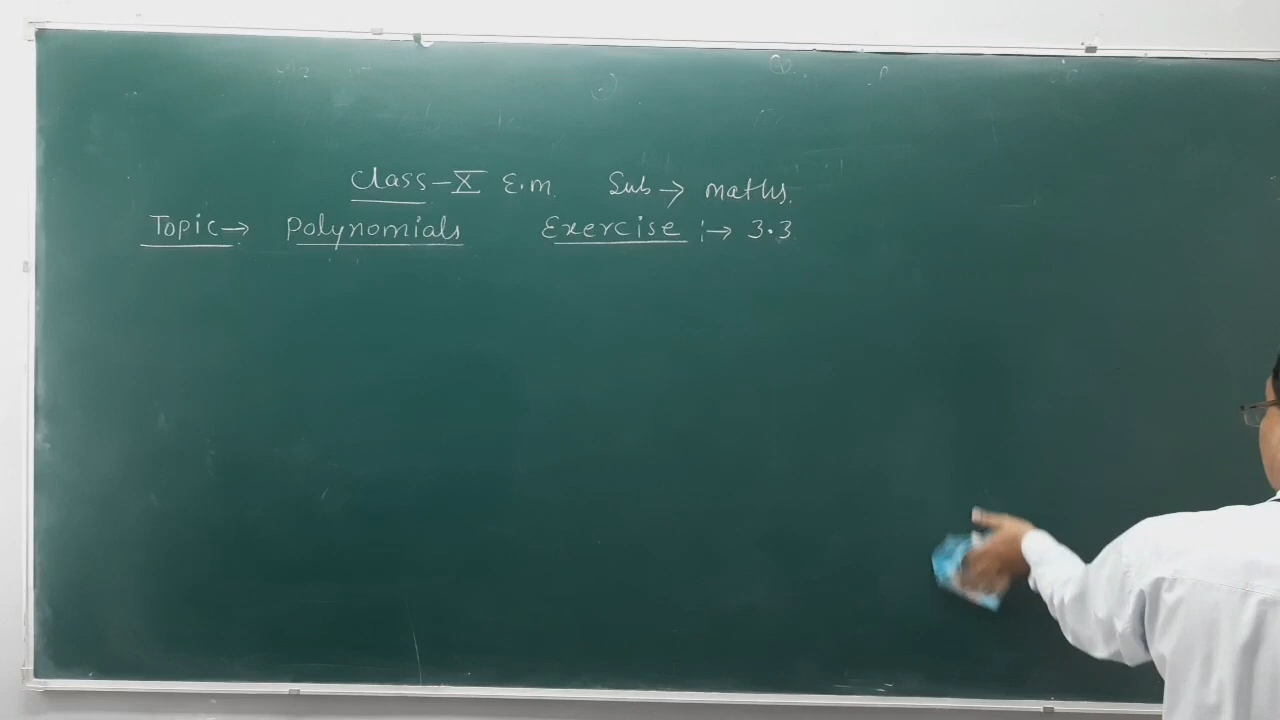 Class - X E.m. Sub → maths.
Topic → Polynomials Exercise :→ 3.3